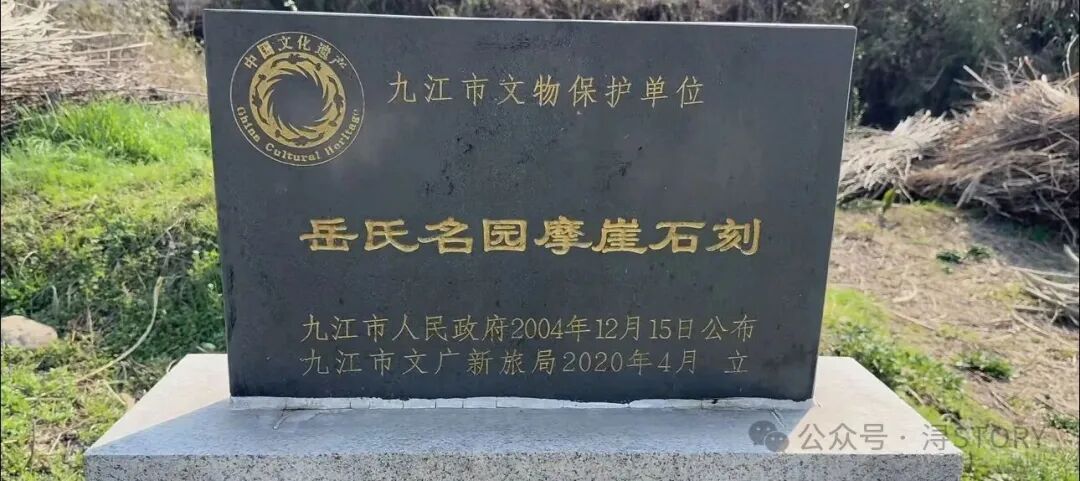 中国文化遗产
China Cultural Heritage
九江市文物保护单位
岳氏名园摩崖石刻
九江市人民政府2004年12月15日公布
九江市文广新旅局2020年4月 立
公众号·浔STORY